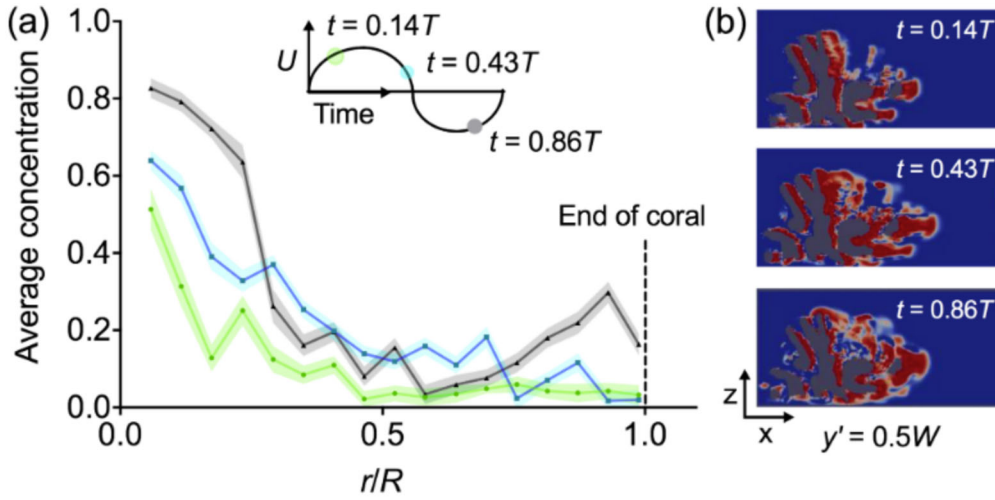 (a)
1.0
0.8
0.6
0.4
0.2
0.0
Average concentration
0.0
0.5
1.0
r/R
U
Time
t = 0.14T
t = 0.43T
t = 0.86T
End of coral
(b)
t = 0.14T
t = 0.43T
t = 0.86T
z
x
y' = 0.5W